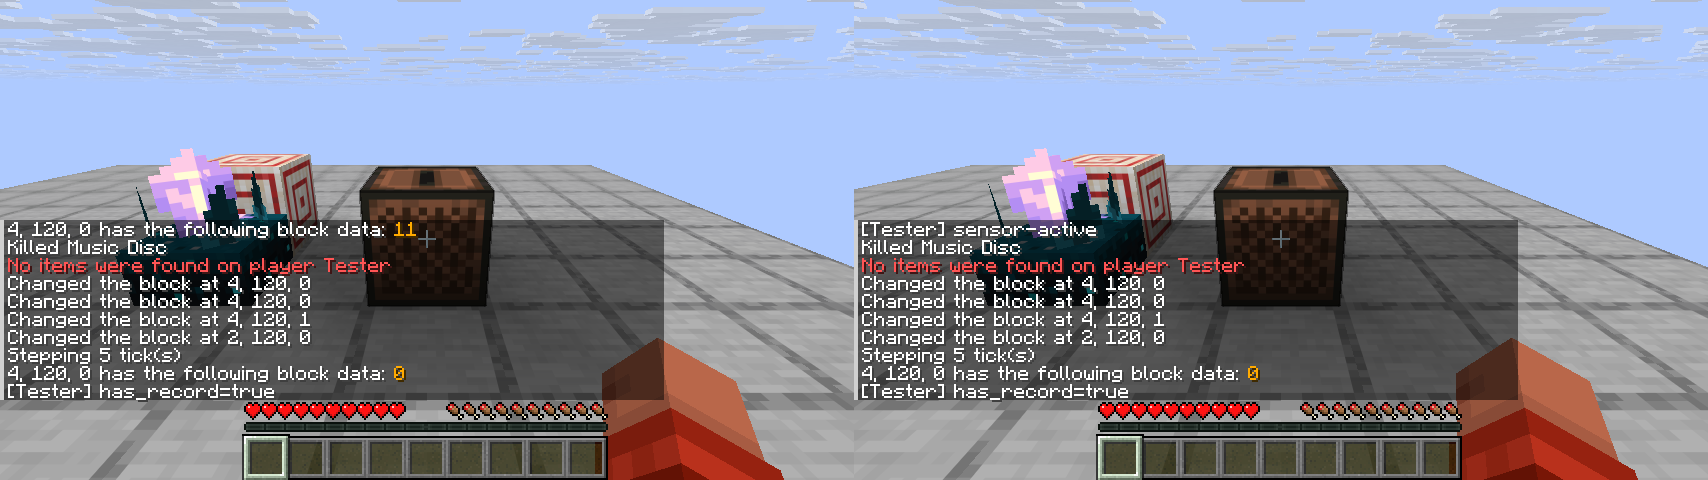 4, 120, 0 has the following block data: 11
Killed Music Disc
No items were found on player Tester
Changed the block at 4, 120, 0
Changed the block at 4, 120, 0
Changed the block at 4, 120, 1
Changed the block at 2, 120, 0
Stepping 5 tick(s)
4, 120, 0 has the following block data: 0
[Tester] has_record=true
[Tester] sensor-active
Killed Music Disc
No items were found on player Tester
Changed the block at 4, 120, 0
Changed the block at 4, 120, 0
Changed the block at 4, 120, 1
Changed the block at 2, 120, 0
Stepping 5 tick(s)
4, 120, 0 has the following block data: 0
[Tester] has_record=true